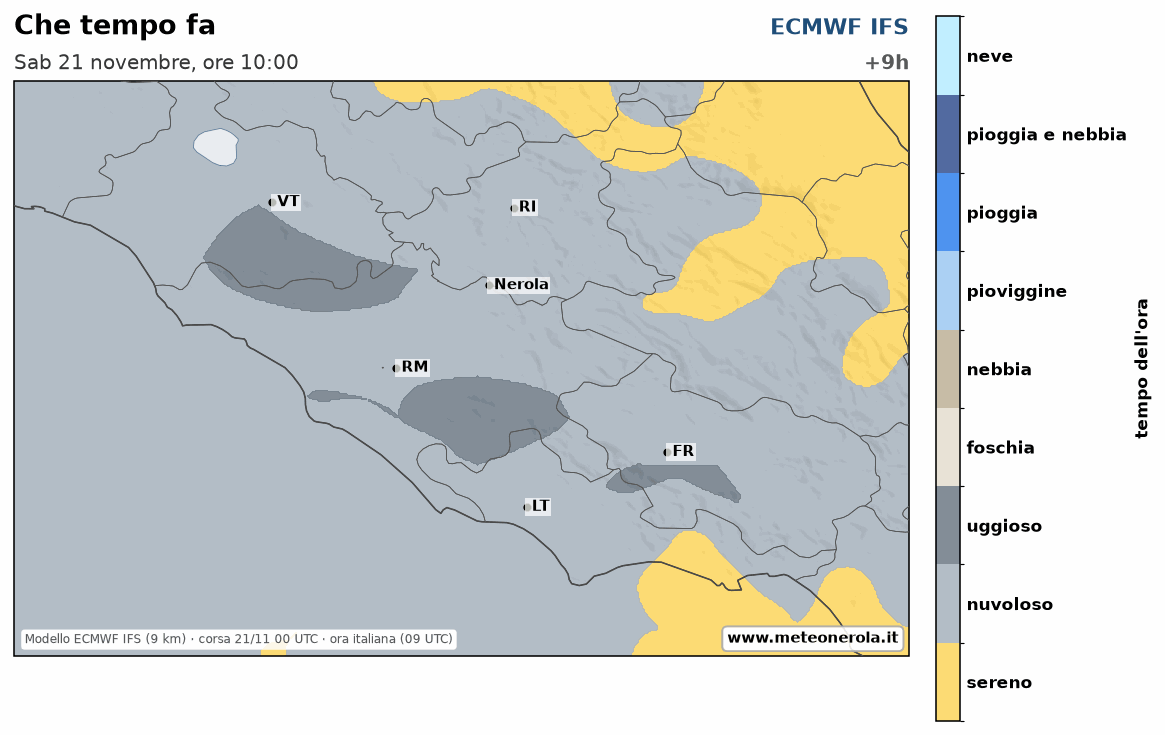 Che tempo fa
ECMWF IFS
Sab 21 novembre, ore 10:00
+9h
VT
RI
Nerola
RM
FR
LT
Modello ECMWF IFS (9 km) · corsa 21/11 00 UTC · ora italiana (09 UTC)
www.meteonerola.it
neve
pioggia e nebbia
pioggia
pioviggine
nebbia
foschia
uggioso
nuvoloso
sereno
tempo dell'ora